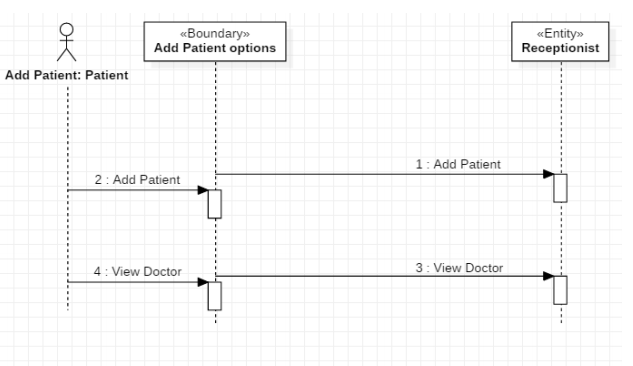 «Boundary»
Add Patient options
«Entity»
Receptionist
Add Patient: Patient
1 : Add Patient
2 : Add Patient
3 : View Doctor
4 : View Doctor